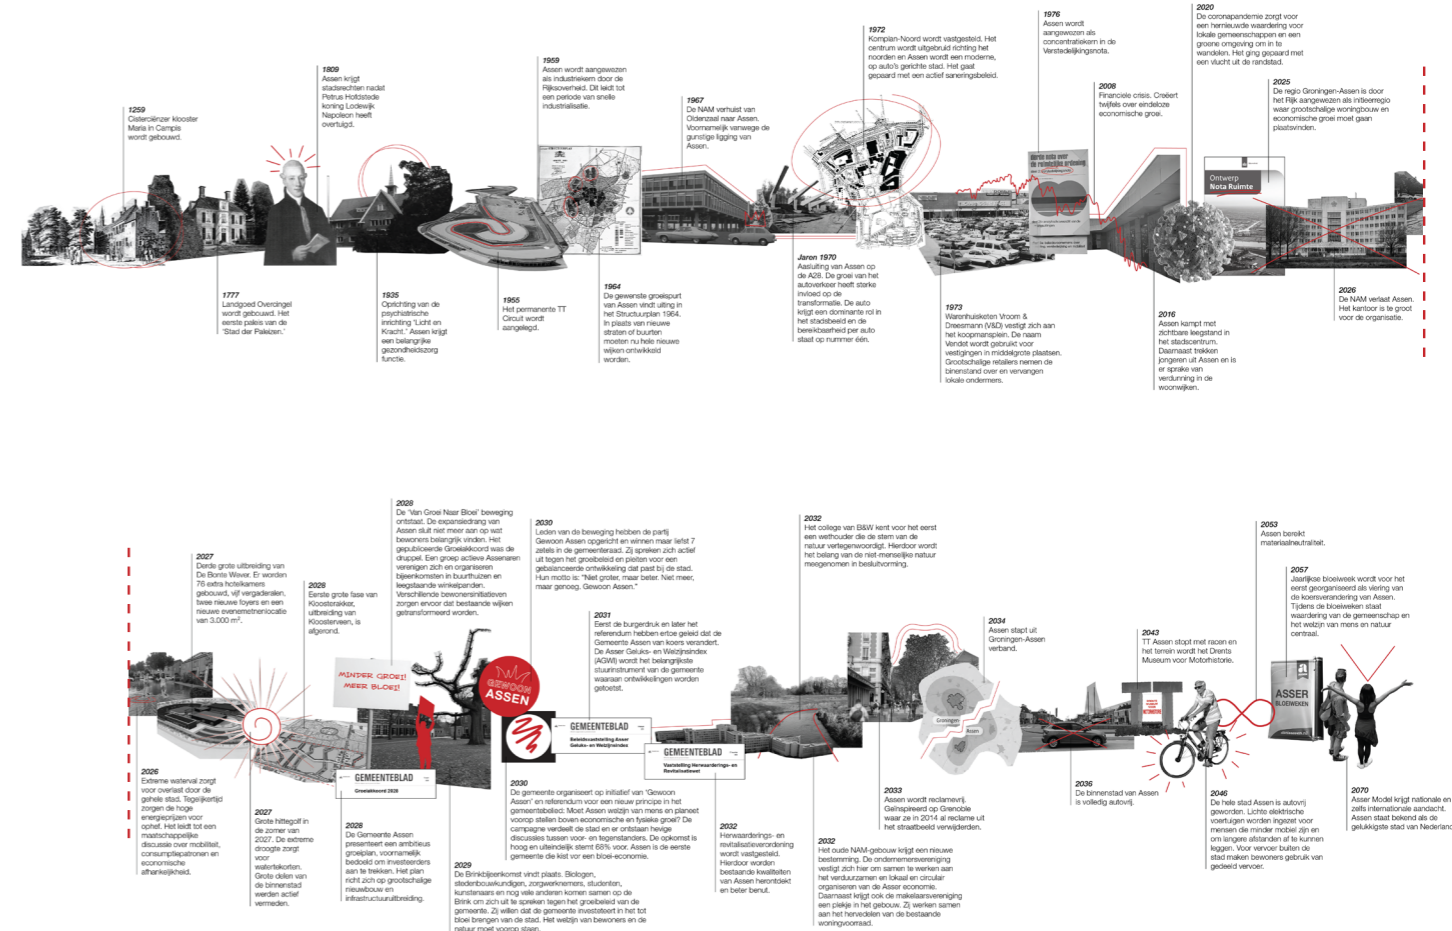 1259
Cisterciënzer klooster
Maria in Campis
wordt gebouwd.
1777
Landgoed Overcingel
wordt gebouwd. Het
eerste paleis van de
'Stad der Paleizen.'
1809
Assen krijgt
stadsrechten nadat
Petrus Hofdstede
koning Lodewijk
Napoleon heeft
overtuigd.
1935
Oprichting van de
psychiatrische
inrichting 'Licht en
Kracht.' Assen krijgt
een belangrijke
gezondheidszorg
functie.
1955
Het permanente TT
Circuit wordt
aangelegd.
1959
Assen wordt aangewezen
als industriekern door de
Rijksoverheid. Dit leidt tot
een periode van snelle
industrialisatie.
1964
De gewenste groeispurt
van Assen vindt uiting in
het Structuurplan 1964.
In plaats van nieuwe
straten of buurten
moeten nu hele nieuwe
wijken ontwikkeld
worden.
1967
De NAM verhuist van
Oldenzaal naar Assen.
Voornamelijk vanwege de
gunstige ligging van
Assen.
Jaren 1970
Aasluiting van Assen op
de A28. De groei van het
autoverkeer heeft sterke
invloed op de
transformatie. De auto
krijgt een dominante rol in
het stadsbeeld en de
bereikbaarheid per auto
staat op nummer één.
1972
Komplan-Noord wordt vastgesteld. Het
centrum wordt uitgebruid richting het
noorden en Assen wordt een moderne,
op auto's gerichte stad. Het gaat
gepaard met een actief saneringsbeleid.
1973
Warenhuisketen Vroom &
Dreesmann (V&D) vestigt zich aan
het koopmansplein. De naam
Vendet wordt gebruikt voor
vestigingen in middelgrote plaatsen.
Grootschalige retailers nemen de
binenstand over en vervangen
lokale ondermers.
1976
Assen wordt
aangewezen als
concentratiekern in de
Verstedelijkingsnota.
derde nota over
de ruimtelijke ordening
2008
Financiele crisis. Creëert
twijfels over eindeloze
economische groei.
2016
Assen kampt met
zichtbare leegstand in
het stadscentrum.
Daarnaast trekken
jongeren uit Assen en is
er sprake van
verdunning in de
woonwijken.
2020
De coronapandemie zorgt voor
een hernieuwde waardering voor
lokale gemeenschappen en een
groene omgeving om in te
wandelen. Het ging gepaard met
een vlucht uit de randstad.
Ontwerp
Nota Ruimte
2025
De regio Groningen-Assen is door
het Rijk aangewezen als initieerregio
waar grootschalige woningbouw en
economische groei moet gaan
plaatsvinden.
2026
De NAM verlaat Assen.
Het kantoor is te groot
voor de organisatie.
2026
Extreme waterval zorgt
voor overlast door de
gehele stad. Tegelijkertijd
zorgen de hoge
energieprijzen voor
ophef. Het leidt tot een
maatschappelijke
discussie over mobiliteit,
consumptiepatronen en
economische
afhankelijkheid.
2027
Derde grote uitbreiding van
De Bonte Wever. Er worden
76 extra hotelkamers
gebouwd, vijf vergaderalen,
twee nieuwe foyers en een
nieuwe evenemetnenlocatie
van 3.000 m².
2027
Grote hittegolf in
de zomer van
2027. De extreme
droogte zorgt
voor
watertekorten.
Grote delen van
de binnenstad
werden actief
vermeden.
2028
Eerste grote fase van
Kloosterakker,
uitbreiding van
Kloosterveen, is
afgerond.
MINDER GROEI!
MEER BLOEI!
GEMEENTEBLAD
Groeiakkoord 2028
2028
De Gemeente Assen
presenteert een ambitieus
groeiplan, voornamelijk
bedoeld om investeerders
aan te trekken. Het plan
richt zich op grootschalige
nieuwbouw en
infrastructuuruitbreiding.
2028
De 'Van Groei Naar Bloei' beweging
ontstaat. De expansiedrang van
Assen sluit niet meer aan op wat
bewoners belangrijk vinden. Het
gepubliceerde Groeiakkoord was de
druppel. Een groep actieve Assenaren
verenigen zich en organiseren
bijeenkomsten in buurthuizen en
leegstaande winkelpanden.
Verschillende bewonersinitiatieven
zorgen ervoor dat bestaande wijken
getransformeerd worden.
2029
De Brinkbijeenkomst vindt plaats. Biologen,
stedenbouwkundigen, zorgwerknemers, studenten,
kunstenaars en nog vele anderen komen samen op de
Brink om zich uit te spreken tegen het groeibeleid van de
gemeente. Zij willen dat de gemeente investeteert in het tot
bloei brengen van de stad. Het welzijn van bewoners en de
natuur moet voorop staan.
2030
Leden van de beweging hebben de partij
Gewoon Assen opgericht en winnen maar liefst 7
zetels in de gemeenteraad. Zij spreken zich actief
uit tegen het groeibeleid en pleiten voor een
gebalanceerde ontwikkeling dat past bij de stad.
Hun motto is: "Niet groter, maar beter. Niet meer,
maar genoeg. Gewoon Assen."
GEWOON
ASSEN
2030
De gemeente organiseert op initiatief van 'Gewoon
Assen' en referendum voor een nieuw principe in het
gemeentebeleid: Moet Assen welzijn van mens en planeet
voorop stellen boven economische en fysieke groei? De
campagne verdeelt de stad en er ontstaan hevige
discussies tussen voor- en tegenstanders. De opkomst is
hoog en uiteindelijk stemt 68% voor. Assen is de eerste
gemeente die kist vor een bloei-economie.
2031
Eerst de burgerdruk en later het
referendum hebben ertoe geleid dat de
Gemeente Assen van koers verandert.
De Asser Geluks- en Welzijnsindex
(AGWI) wordt het belangrijkste
stuurinstrument van de gemeente
waaraan ontwikkelingen worden
getoetst.
GEMEENTEBLAD
Beleidsvaststelling Asser
Geluks- en Welzijnsindex
GEMEENTEBLAD
Vaststelling Herwaarderings- en
Revitalisatiewet
2032
Herwaarderings- en
revitalisatieverordening
wordt vastgesteld.
Hierdoor worden
bestaande kwaliteiten
van Assen herontdekt
en beter benut.
2032
Het college van B&W kent voor het eerst
een wethouder die de stem van de
natuur vertegenwoordigt. Hierdoor wordt
het belang van de niet-menselijke natuur
meegenomen in besluitvorming.
2032
Het oude NAM-gebouw krijgt een nieuwe
bestemming. De ondernemersvereniging
vestigt zich hier om samen te werken aan
het verduurzamen en lokaal en circulair
organiseren van de Asser economie.
Daarnaast krijgt ook de makelaarsvereniging
een plekje in het gebouw. Zij werken samen
aan het hervedelen van de bestaande
woningvoorraad.
2033
Assen wordt reclamevrij.
Geïnspireerd op Grenoble
waar ze in 2014 al reclame uit
het straatbeeld verwijderden.
2034
Assen stapt uit
Groningen-Assen
verband.
Groningen
Assen
2036
De binnenstad van Assen
is volledig autovrij.
2043
TT Assen stopt met racen en
het terrein wordt het Drents
Museum voor Motorhistorie.
TT
2046
De hele stad Assen is autovrij
geworden. Lichte elektrische
voertuigen worden ingezet voor
mensen die minder mobiel zijn en
om langere afstanden af te kunnen
leggen. Voor vervoer buiten de
stad maken bewoners gebruik van
gedeeld vervoer.
2053
Assen bereikt
materiaalneutraliteit.
2057
Jaarlijkse bloeiweek wordt voor het
eerst georganiseerd als viering van
de koersverandering van Assen.
Tijdens de bloeiweken staat
waardering van de gemeenschap en
het welzijn van mens en natuur
centraal.
ASSER
BLOEIWEKEN
2070
Asser Model krijgt nationale en
zelfs internationale aandacht.
Assen staat bekend als de
gelukkigste stad van Nederland